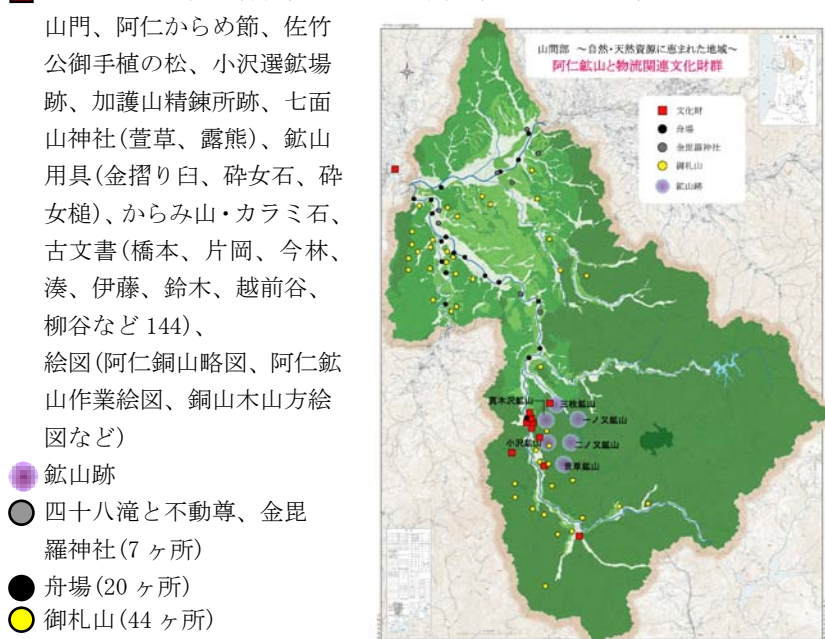 山門、阿仁からめ節、佐竹
公御手植の松、小沢選鉱場
跡、加護山精錬所跡、七面
山神社(萱草、露熊)、鉱山
用具(金摺り臼、砕女石、砕
女槌)、からみ山・カラミ石、
古文書(橋本、片岡、今林、
湊、伊藤、鈴木、越前谷、
柳谷など 144)、
絵図(阿仁銅山略図、阿仁鉱
山作業絵図、銅山木山方絵
図など)
鉱山跡
四十八滝と不動尊、金毘
羅神社(7 ヶ所)
舟場(20 ヶ所)
御札山(44 ヶ所)
山間部 ～自然・天然資源に恵まれた地域～
阿仁鉱山と物流関連文化財群
文化財
舟場
金毘羅神社
御札山
鉱山跡
真木沢鉱山
三枚鉱山
一ノ又鉱山
小沢鉱山
二ノ又鉱山
萱草鉱山